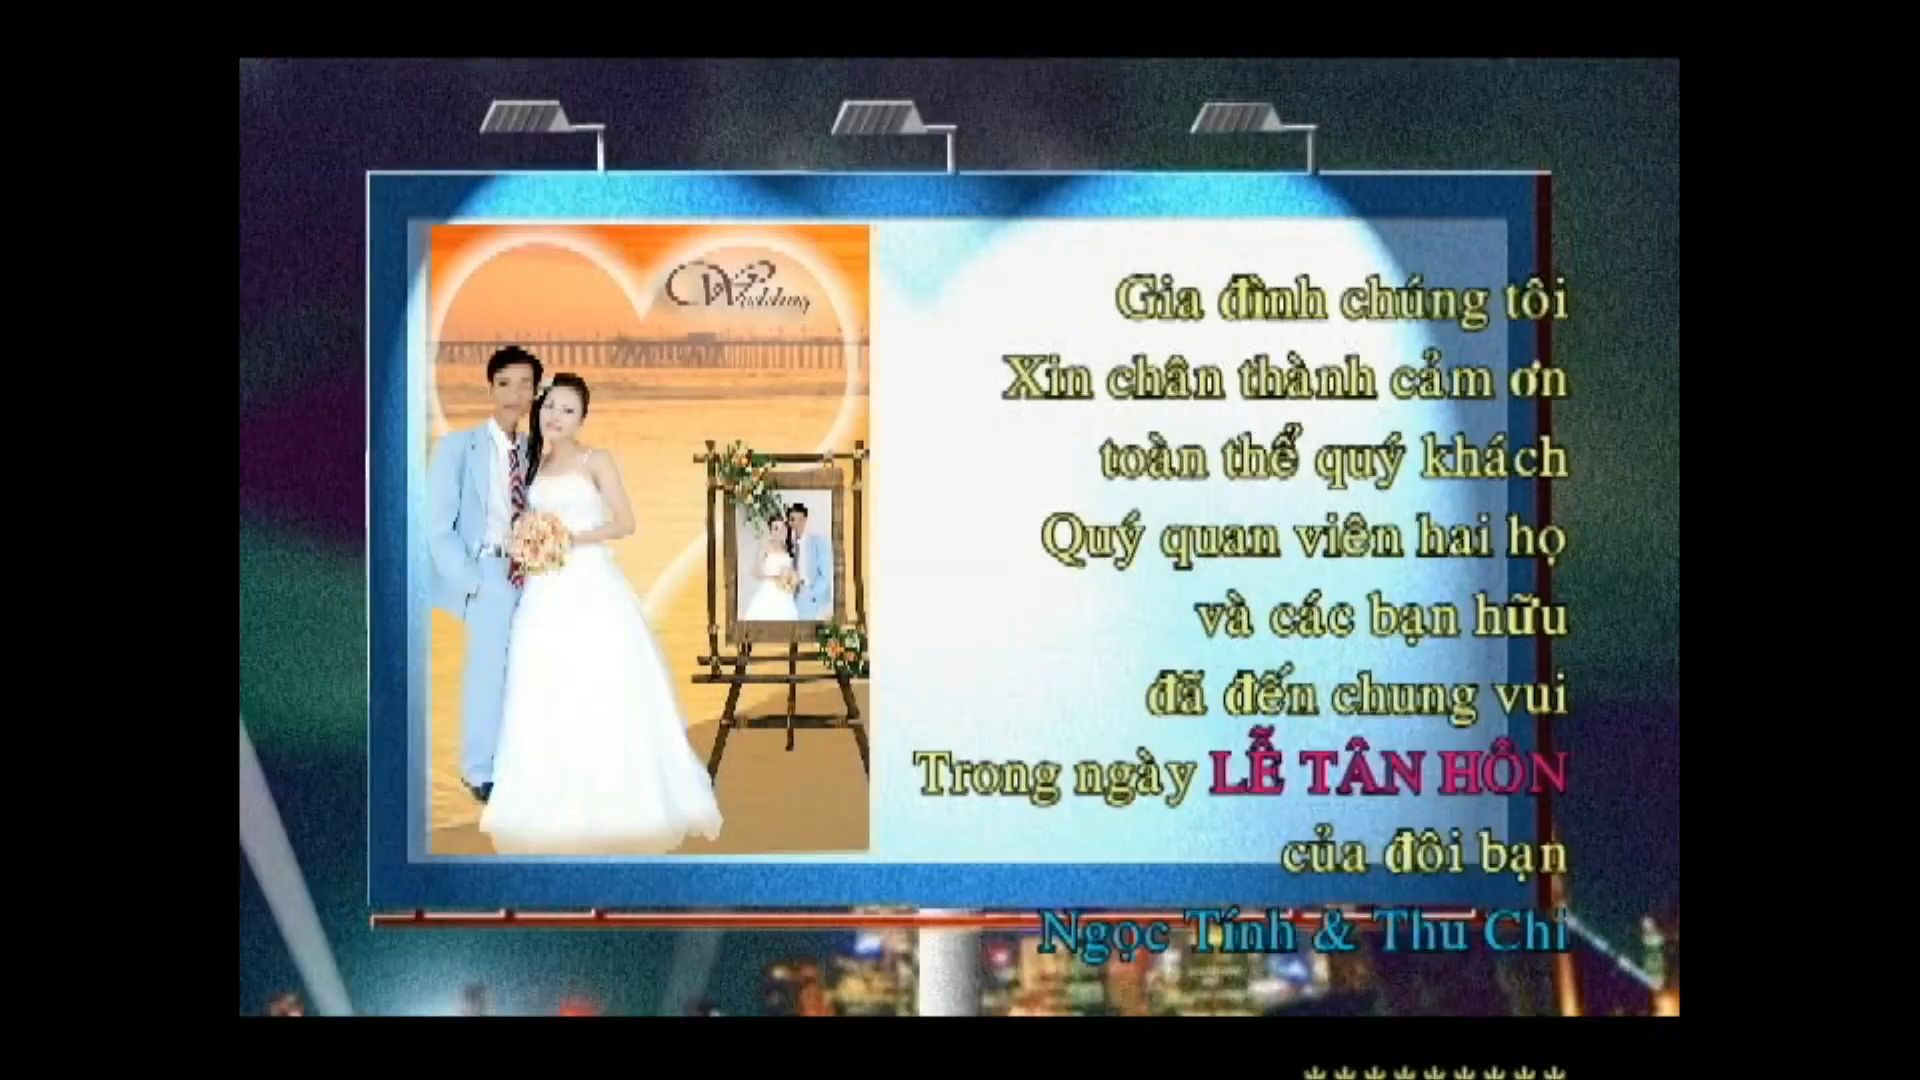 Wedding
Gia đình chúng tôi
Xin chân thành cảm ơn
toàn thể quý khách
Quý quan viên hai họ
và các bạn hữu
đã đến chung vui
Trong ngày LỄ TÂN HÔN
của đôi bạn
Ngọc Tính & Thu Chi